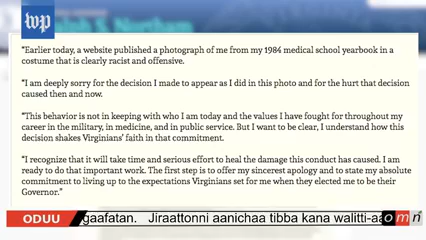 wp
Ralph S. Northam
“Earlier today, a website published a photograph of me from my 1984 medical school yearbook in a
costume that is clearly racist and offensive.
“I am deeply sorry for the decision I made to appear as I did in this photo and for the hurt that decision
caused then and now.
“This behavior is not in keeping with who I am today and the values I have fought for throughout my
career in the military, in medicine, and in public service. But I want to be clear, I understand how this
decision shakes Virginians’ faith in that commitment.
“I recognize that it will take time and serious effort to heal the damage this conduct has caused. I am
ready to do that important work. The first step is to offer my sincerest apology and to state my absolute
commitment to living up to the expectations Virginians set for me when they elected me to be their
Governor.”
ODUU gaafatan. Jiraattonni aanichaa tibba kana walitti-aa omn